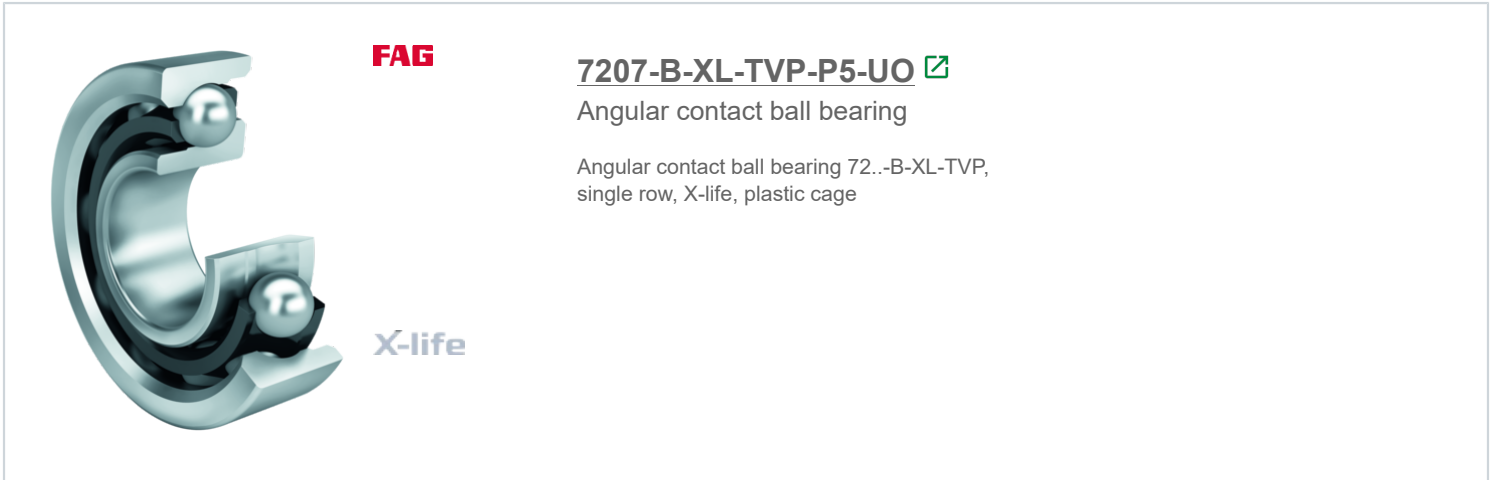 FAG
7207-B-XL-TVP-P5-UO
Angular contact ball bearing
Angular contact ball bearing 72..-B-XL-TVP,
single row, X-life, plastic cage
X-life